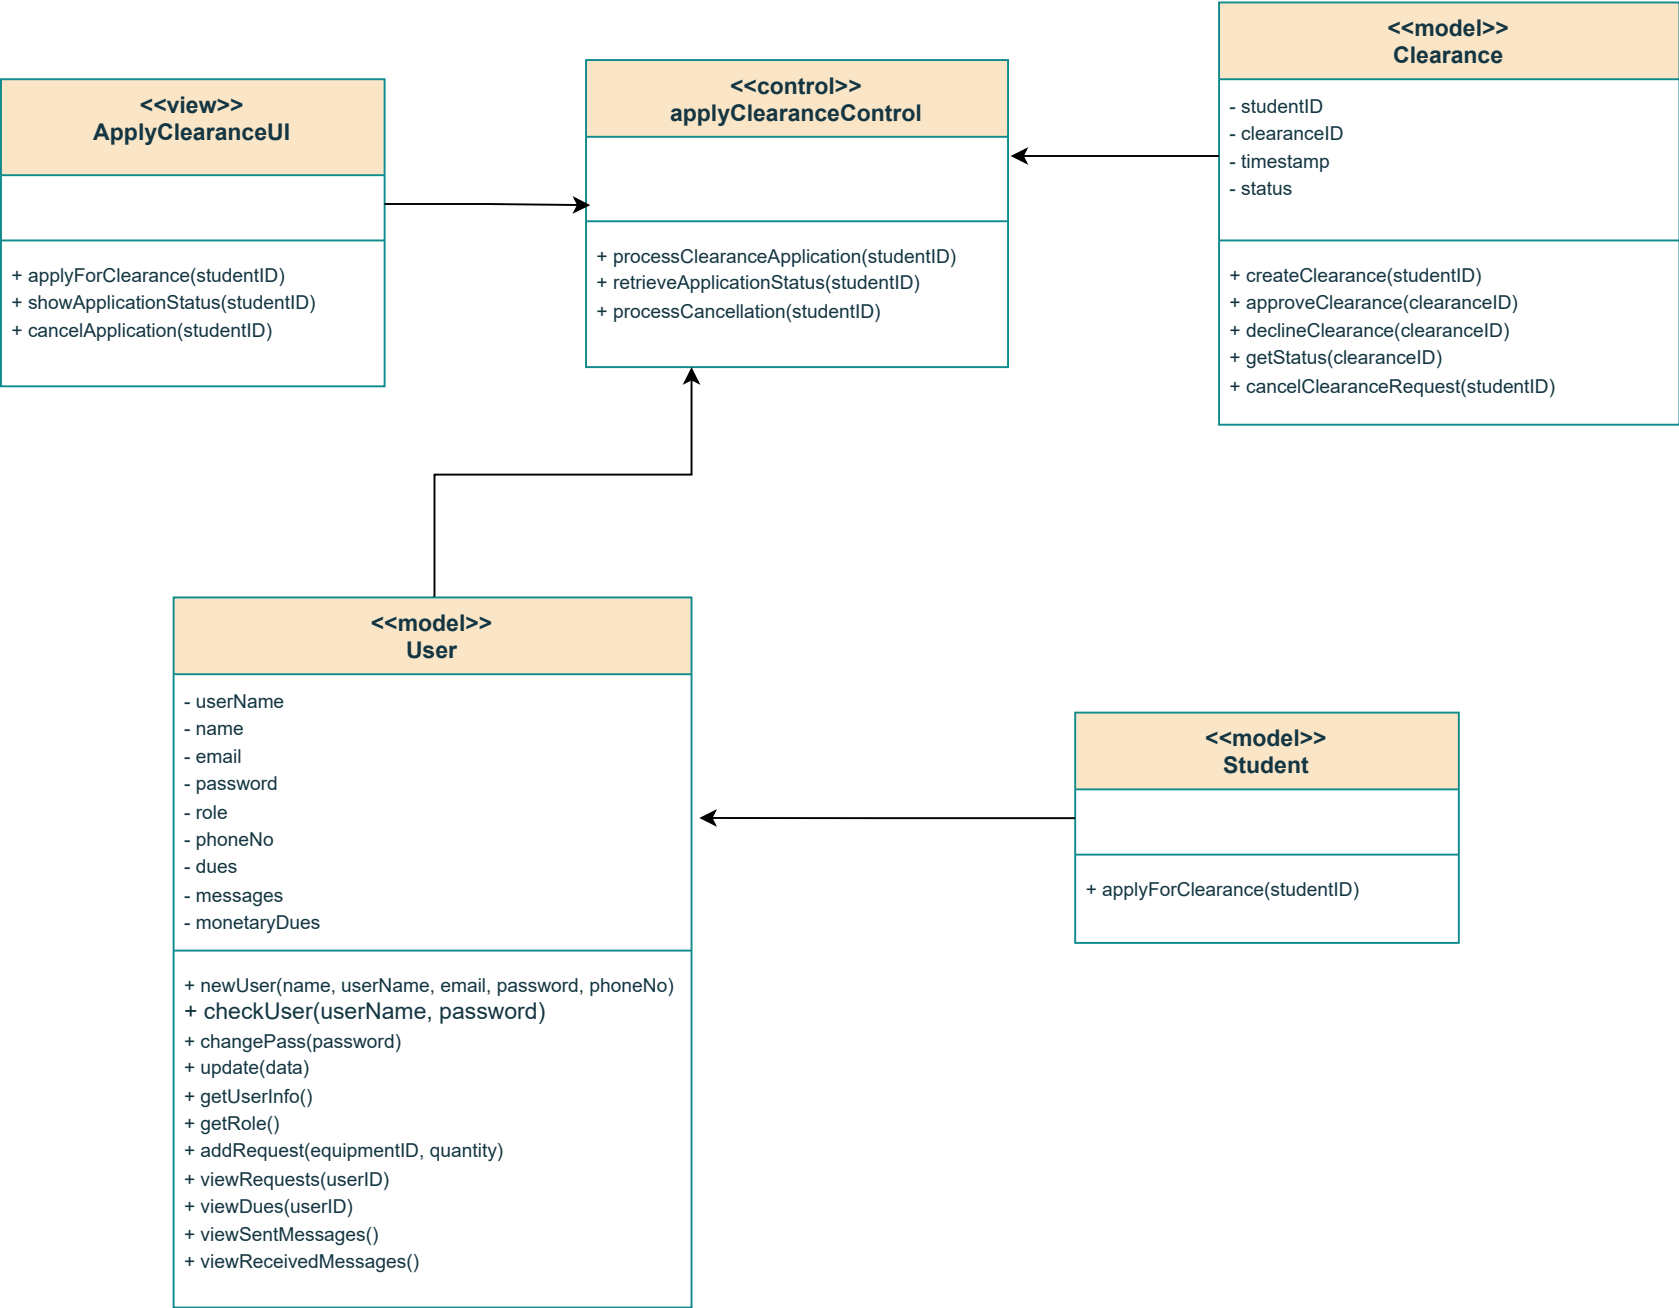 <<view>>
ApplyClearanceUI
+ applyForClearance(studentID)
+ showApplicationStatus(studentID)
+ cancelApplication(studentID)
<<control>>
applyClearanceControl
+ processClearanceApplication(studentID)
+ retrieveApplicationStatus(studentID)
+ processCancellation(studentID)
<<model>>
Clearance
- studentID
- clearanceID
- timestamp
- status
+ createClearance(studentID)
+ approveClearance(clearanceID)
+ declineClearance(clearanceID)
+ getStatus(clearanceID)
+ cancelClearanceRequest(studentID)
<<model>>
User
- userName
- name
- email
- password
- role
- phoneNo
- dues
- messages
- monetaryDues
+ newUser(name, userName, email, password, phoneNo)
+ checkUser(userName, password)
+ changePass(password)
+ update(data)
+ getUserInfo()
+ getRole()
+ addRequest(equipmentID, quantity)
+ viewRequests(userID)
+ viewDues(userID)
+ viewSentMessages()
+ viewReceivedMessages()
<<model>>
Student
+ applyForClearance(studentID)